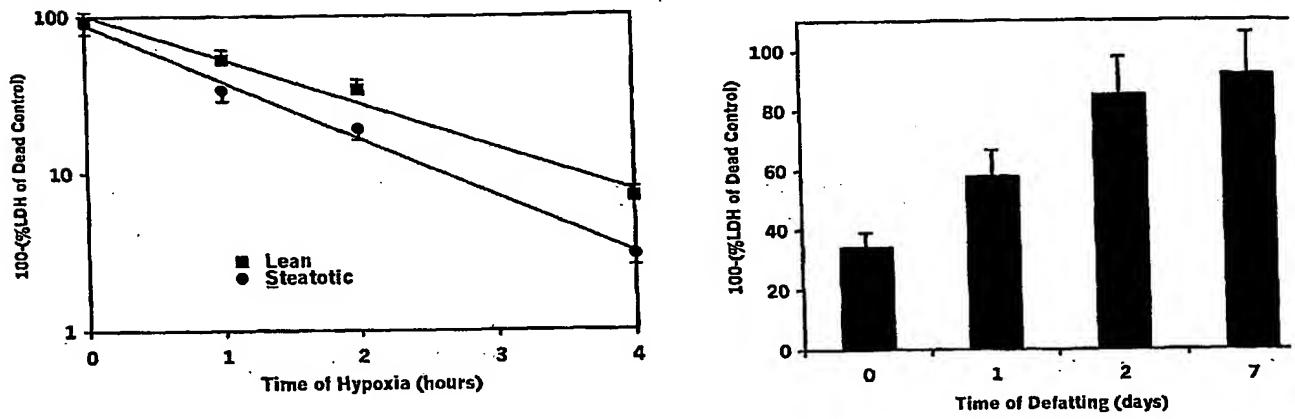 100-(%LDH of Dead Control)
100
10
1
Lean
Steatotic
0 1 2 3 4
Time of Hypoxia (hours)
100-(%LDH of Dead Control)
100
80
60
40
20
0
0 1 2 7
Time of Defatting (days)